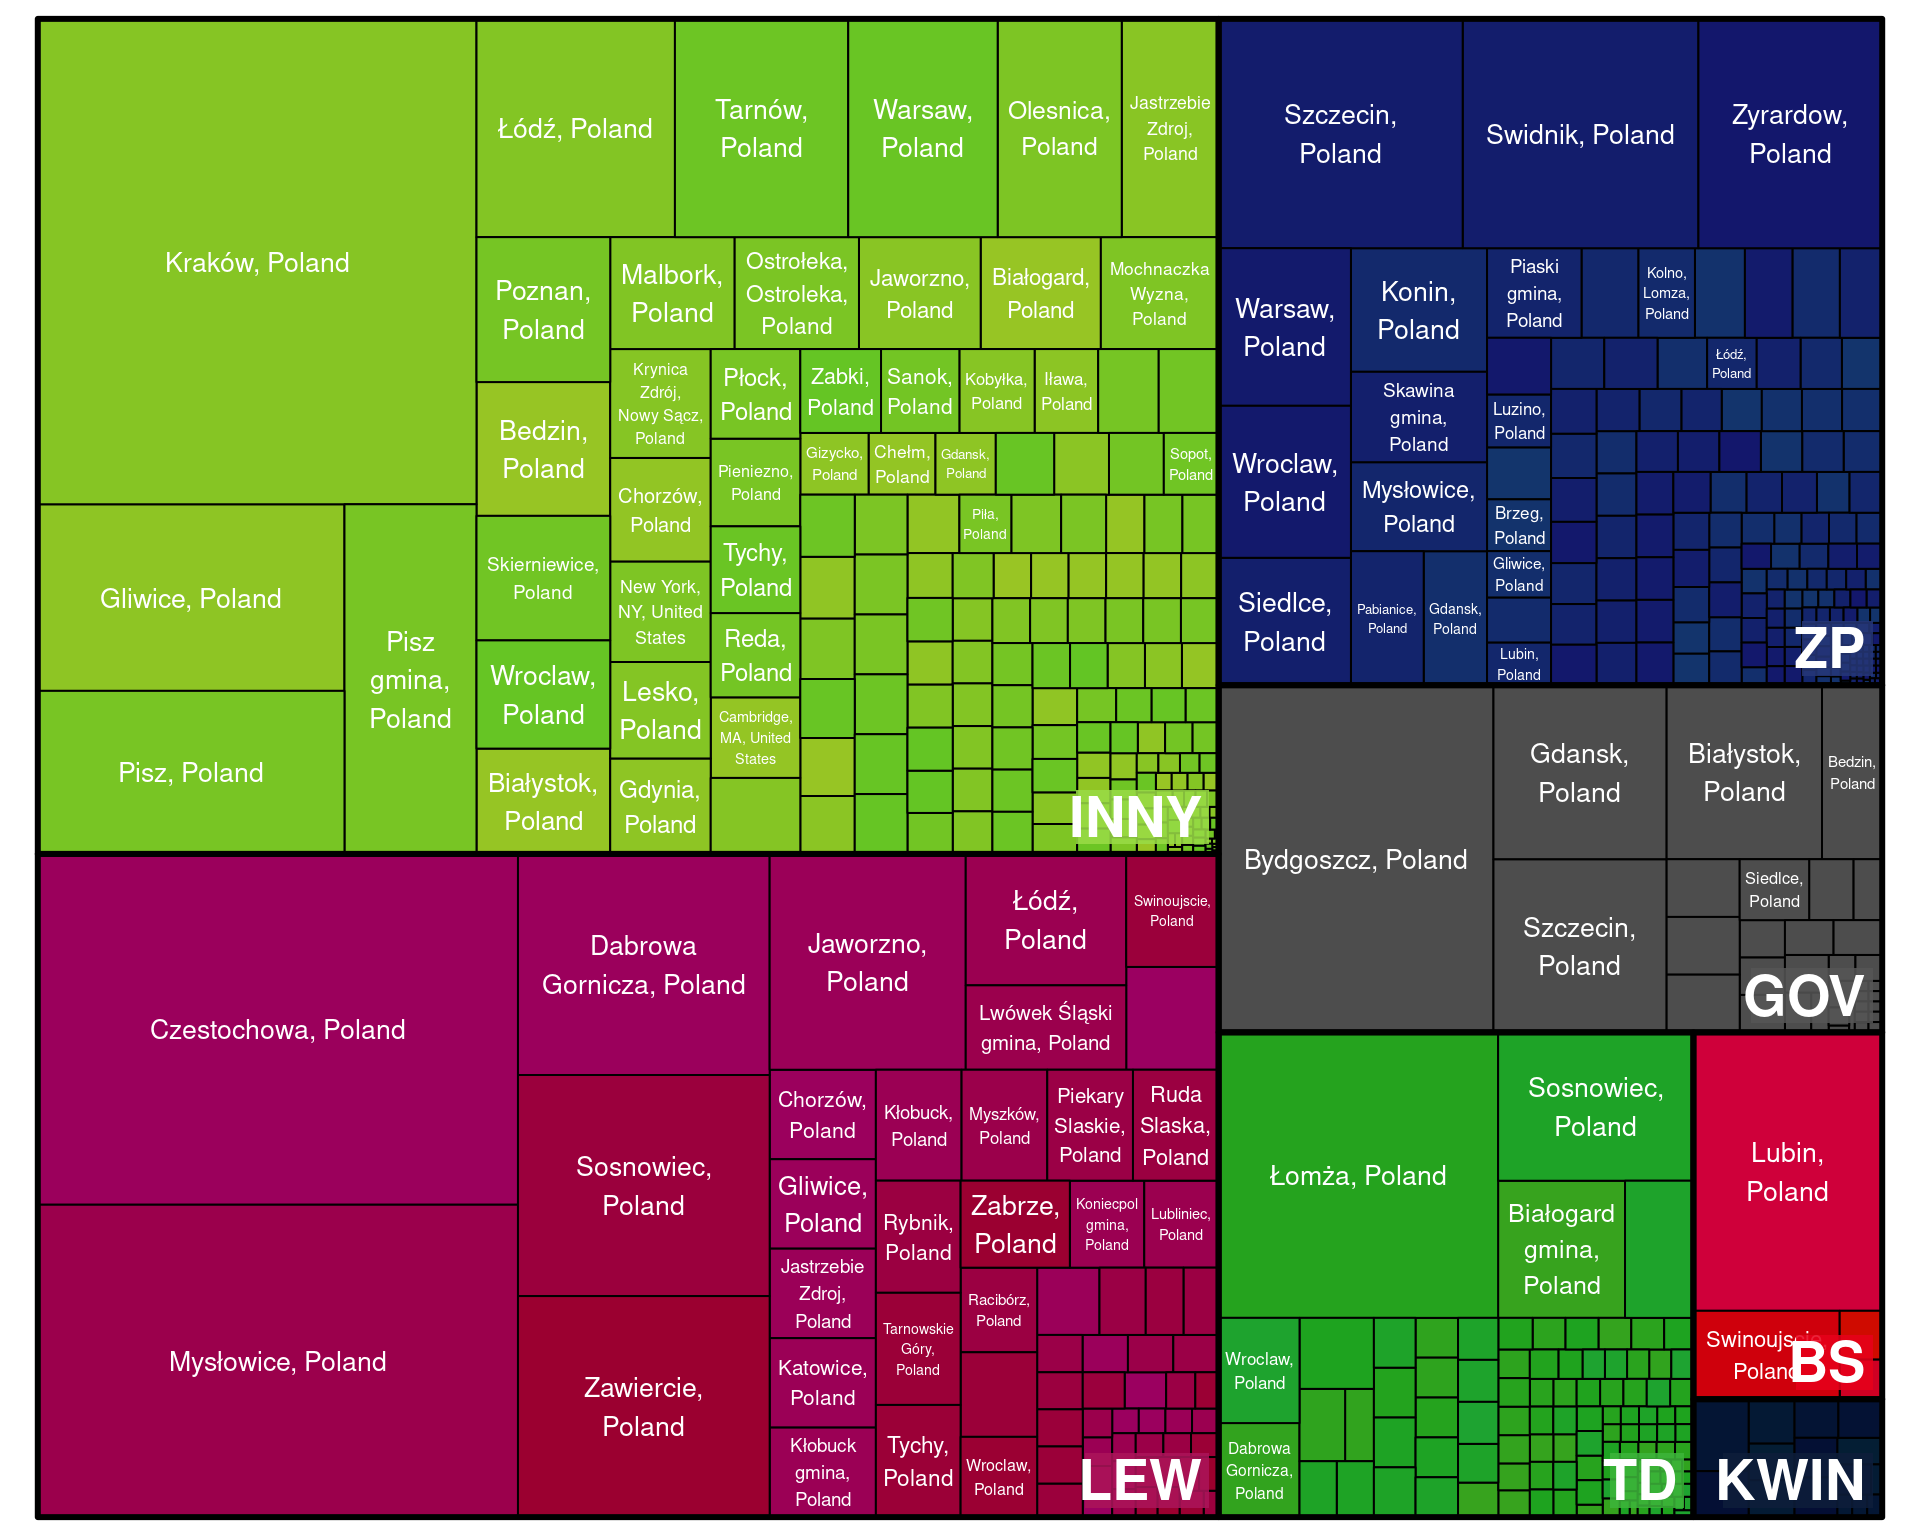 Kraków, Poland
Łódź, Poland
Tarnów,
Poland
Warsaw,
Poland
Olesnica,
Poland
Jastrzebie
Zdroj,
Poland
Gliwice, Poland
Pisz, Poland
Pisz
gmina,
Poland
Poznan,
Poland
Bedzin,
Poland
Skierniewice,
Poland
Wroclaw,
Poland
Białystok,
Poland
Malbork,
Poland
Ostrołeka,
Ostroleka,
Poland
Jaworzno,
Poland
Białogard,
Poland
Mochnaczka
Wyzna,
Poland
Krynica
Zdrój,
Nowy Sącz,
Poland
Chorzów,
Poland
New York,
NY, United
States
Lesko,
Poland
Gdynia,
Poland
Płock,
Poland
Pieniezno,
Poland
Tychy,
Poland
Reda,
Poland
Cambridge,
MA, United
States
Zabki,
Poland
Sanok,
Poland
Kobyłka,
Poland
Iława,
Poland
Gizycko,
Poland
Chełm,
Poland
Gdansk,
Poland
Sopot,
Poland
Piła,
Poland
INNY
Szczecin,
Poland
Swidnik, Poland
Zyrardow,
Poland
Warsaw,
Poland
Wroclaw,
Poland
Siedlce,
Poland
Konin,
Poland
Skawina
gmina,
Poland
Mysłowice,
Poland
Pabianice,
Poland
Gdansk,
Poland
Piaski
gmina,
Poland
Kolno,
Lomza,
Poland
Łódź,
Poland
Luzino,
Poland
Brzeg,
Poland
Gliwice,
Poland
Lubin,
Poland
ZP
Bydgoszcz, Poland
Gdansk,
Poland
Białystok,
Poland
Bedzin,
Poland
Szczecin,
Poland
Siedlce,
Poland
GOV
Czestochowa, Poland
Mysłowice, Poland
Dabrowa
Gornicza, Poland
Sosnowiec,
Poland
Zawiercie,
Poland
Jaworzno,
Poland
Łódź,
Poland
Swinoujscie,
Poland
Lwówek Śląski
gmina, Poland
Chorzów,
Poland
Gliwice,
Poland
Jastrzebie
Zdroj,
Poland
Katowice,
Poland
Kłobuck
gmina,
Poland
Kłobuck,
Poland
Myszków,
Poland
Piekary
Slaskie,
Poland
Ruda
Slaska,
Poland
Rybnik,
Poland
Tarnowskie
Góry,
Poland
Tychy,
Poland
Zabrze,
Poland
Koniecpol
gmina,
Poland
Lubliniec,
Poland
Racibórz,
Poland
Wroclaw,
Poland
LEW
Łomża, Poland
Sosnowiec,
Poland
Białogard
gmina,
Poland
Wroclaw,
Poland
Dabrowa
Gornicza,
Poland
TD
Lubin,
Poland
Swinoujscie
Poland
BS
KWIN